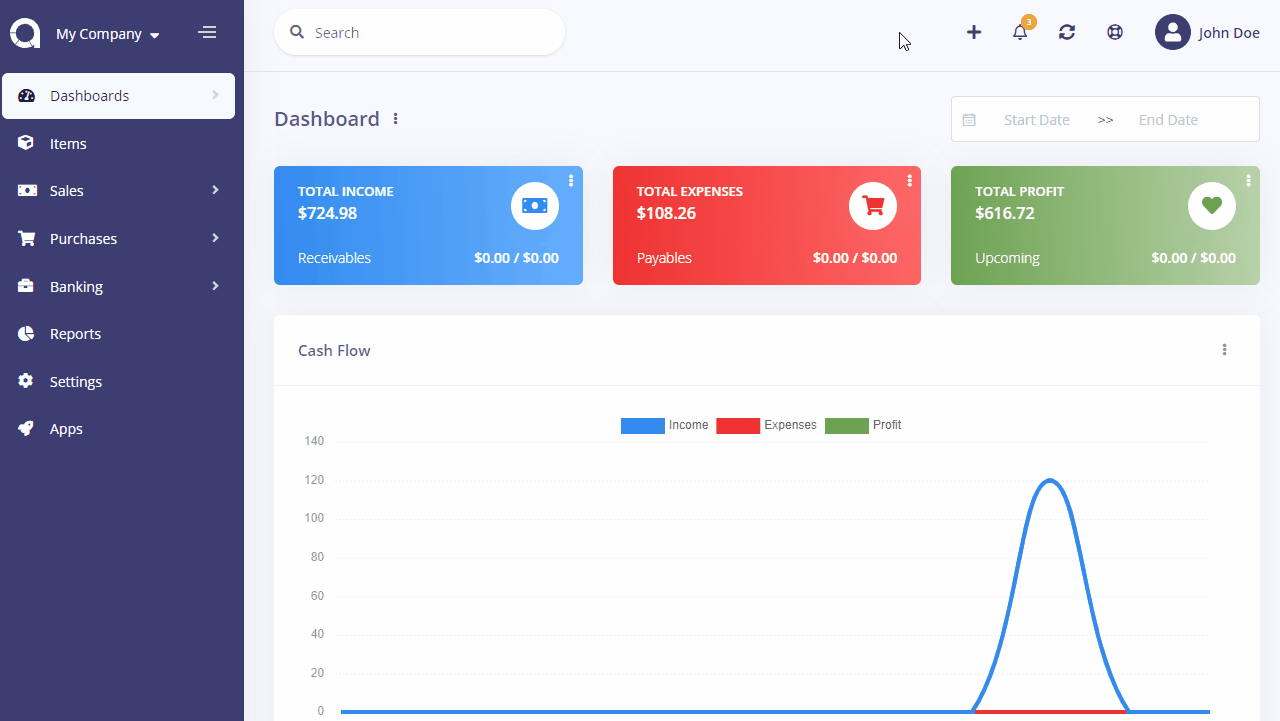 My Company
Search
3
John Doe
Dashboards
Items
Sales
Purchases
Banking
Reports
Settings
Apps
Dashboard
Start Date >> End Date
TOTAL INCOME
$724.98
Receivables $0.00 / $0.00
TOTAL EXPENSES
$108.26
Payables $0.00 / $0.00
TOTAL PROFIT
$616.72
Upcoming $0.00 / $0.00
Cash Flow
Income Expenses Profit
140
120
100
80
60
40
20
0